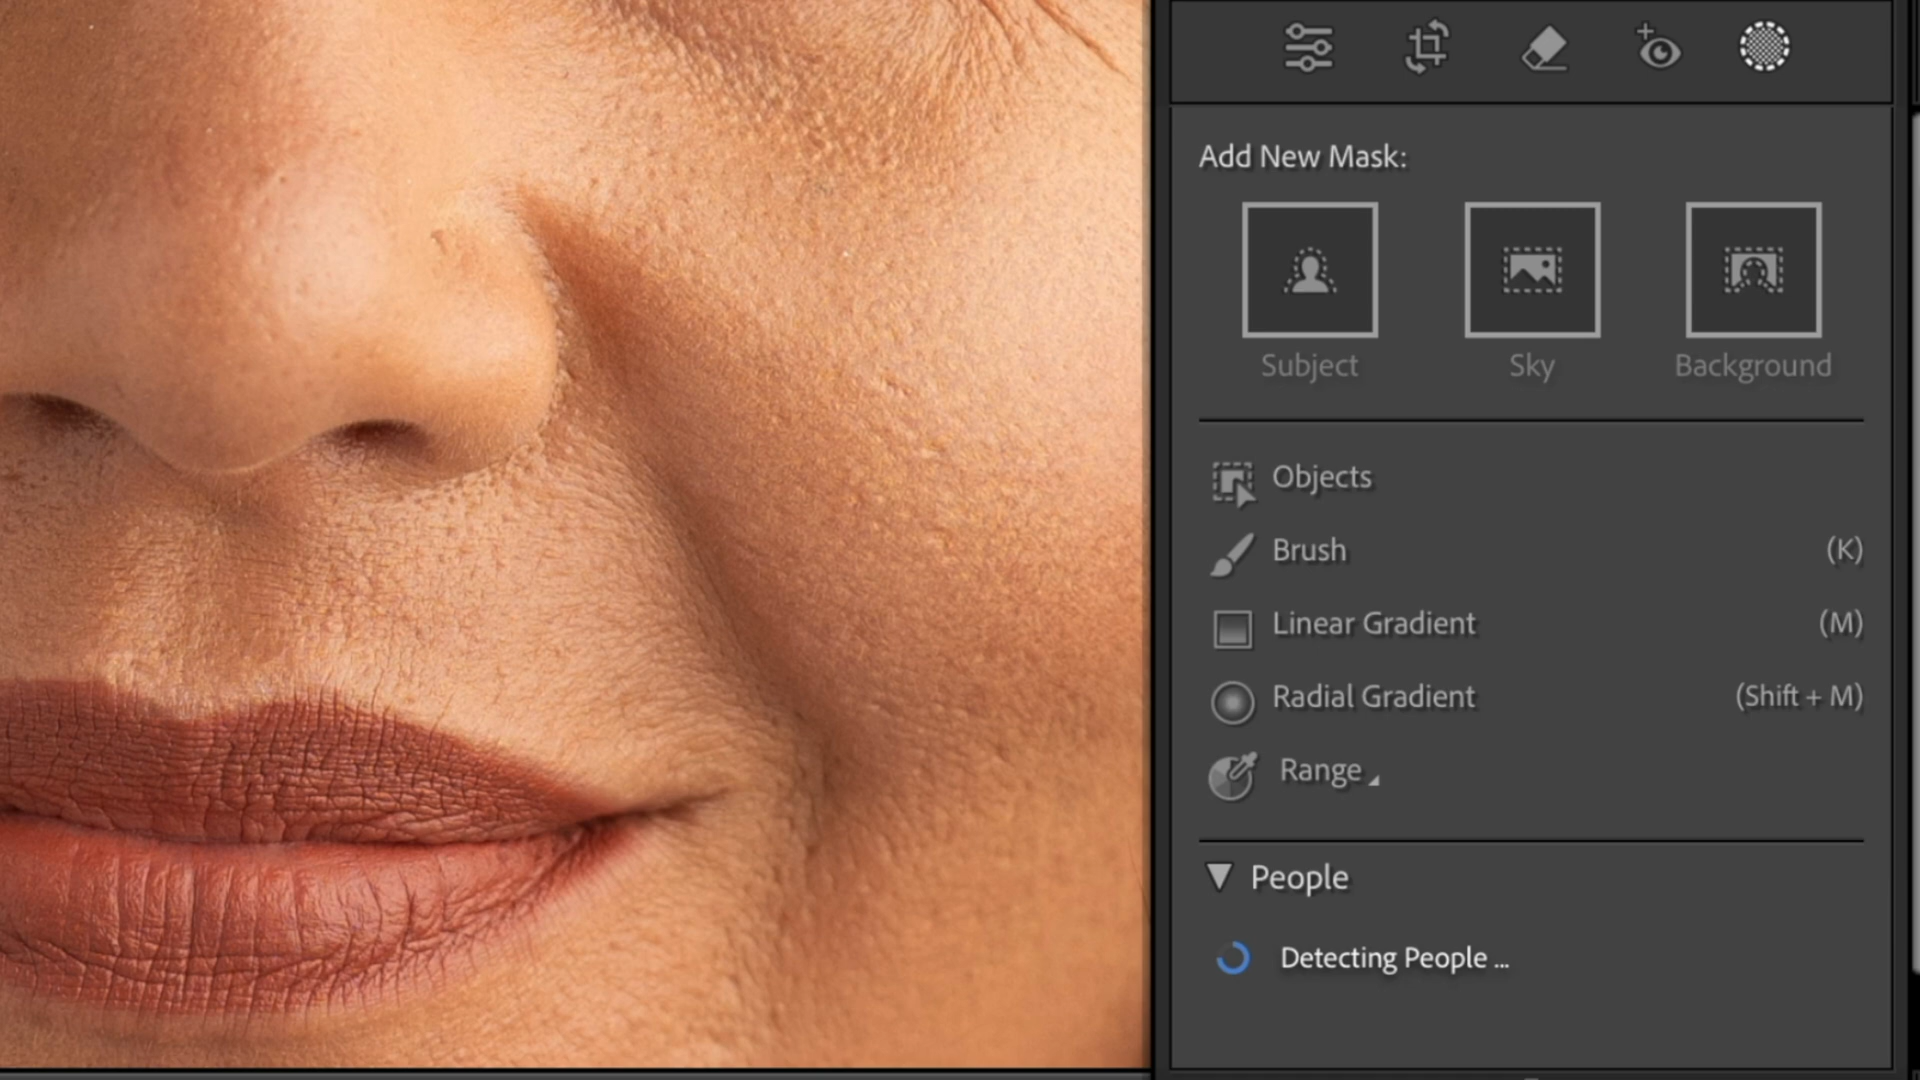 Add New Mask:
Subject Sky Background
Objects
Brush (K)
Linear Gradient (M)
Radial Gradient (Shift + M)
Range
People
Detecting People ...